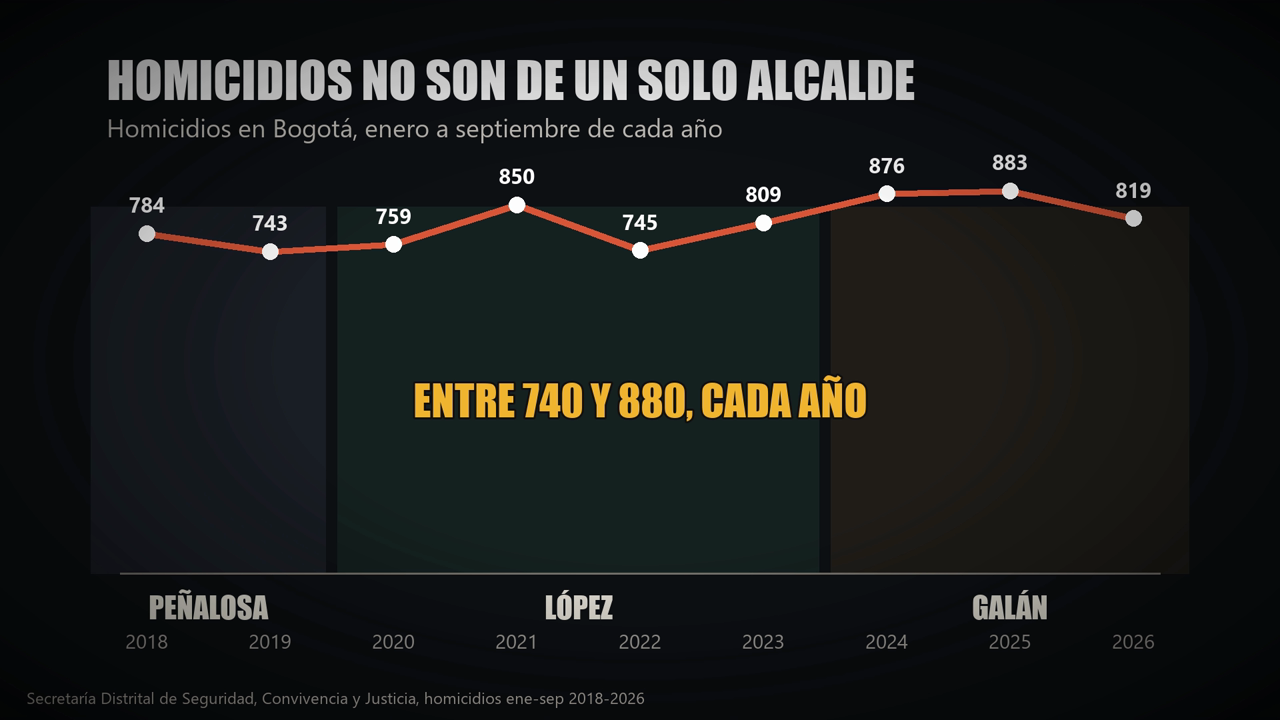 HOMICIDIOS NO SON DE UN SOLO ALCALDE
Homicidios en Bogotá, enero a septiembre de cada año
784
743
759
850
745
809
876
883
819
ENTRE 740 Y 880, CADA AÑO
PEÑALOSA
LÓPEZ
GALÁN
2018
2019
2020
2021
2022
2023
2024
2025
2026
Secretaría Distrital de Seguridad, Convivencia y Justicia, homicidios ene-sep 2018-2026